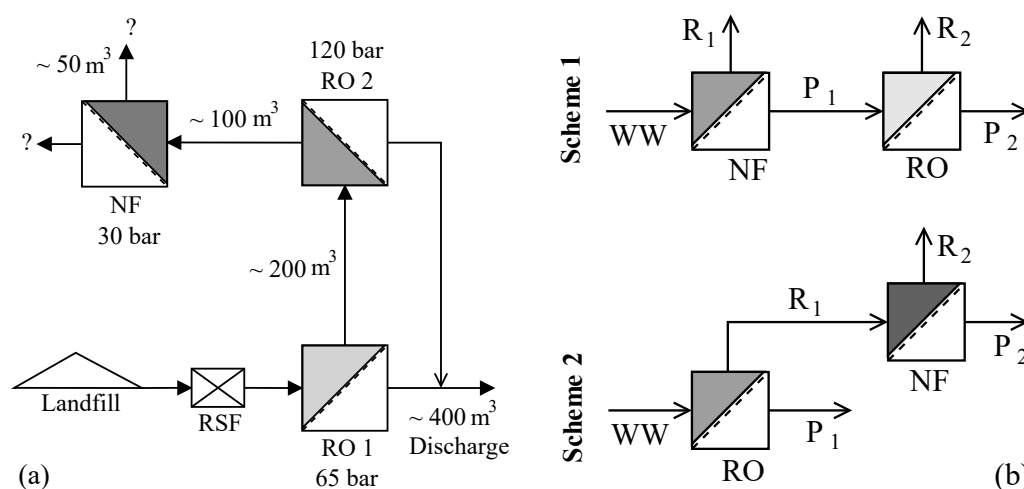 ?
~ 50 m³
120 bar
RO 2
~ 100 m³
?
NF
30 bar
~ 200 m³
Landfill
RSF
RO 1
65 bar
~ 400 m³
Discharge
(a)
Scheme 1
WW
R₁
NF
P₁
R₂
RO
P₂
Scheme 2
WW
RO
P₁
R₁
R₂
NF
P₂
(b)